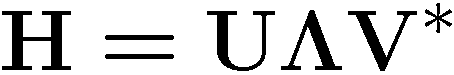 𝐇 = 𝐔𝚲𝐕*